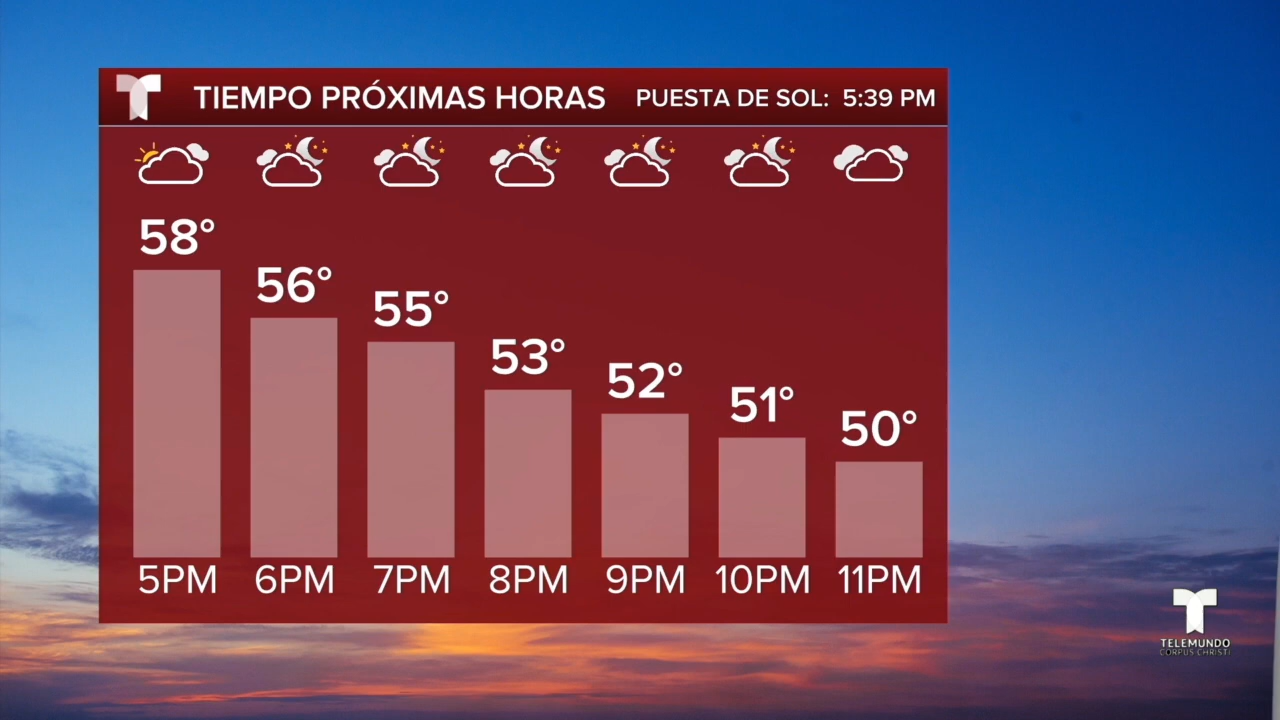 TIEMPO PRÓXIMAS HORAS PUESTA DE SOL: 5:39 PM
58° 56° 55° 53° 52° 51° 50°
5PM 6PM 7PM 8PM 9PM 10PM 11PM
TELEMUNDO
CORPUS CHRISTI